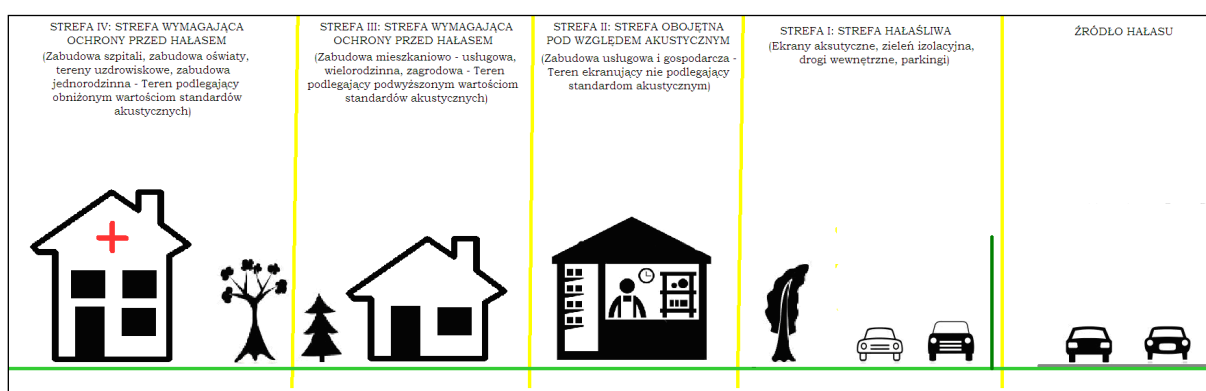 STREFA IV: STREFA WYMAGAJĄCA
OCHRONY PRZED HAŁASEM
(Zabudowa szpitali, zabudowa oświaty,
tereny uzdrowiskowe, zabudowa
jednorodzinna - Teren podlegający
obniżonym wartościom standardów
akustycznych)
STREFA III: STREFA WYMAGAJĄCA
OCHRONY PRZED HAŁASEM
(Zabudowa mieszkaniowo - usługowa,
wielorodzinna, zagrodowa - Teren
podlegający podwyższonym wartościom
standardów akustycznych)
STREFA II: STREFA OBOJĘTNA
POD WZGLĘDEM AKUSTYCZNYM
(Zabudowa usługowa i gospodarcza -
Teren ekranujący nie podlegający
standardom akustycznym)
STREFA I: STREFA HAŁAŚLIWA
(Ekrany aksutyczne, zieleń izolacyjna,
drogi wewnętrzne, parkingi)
ŹRÓDŁO HAŁASU